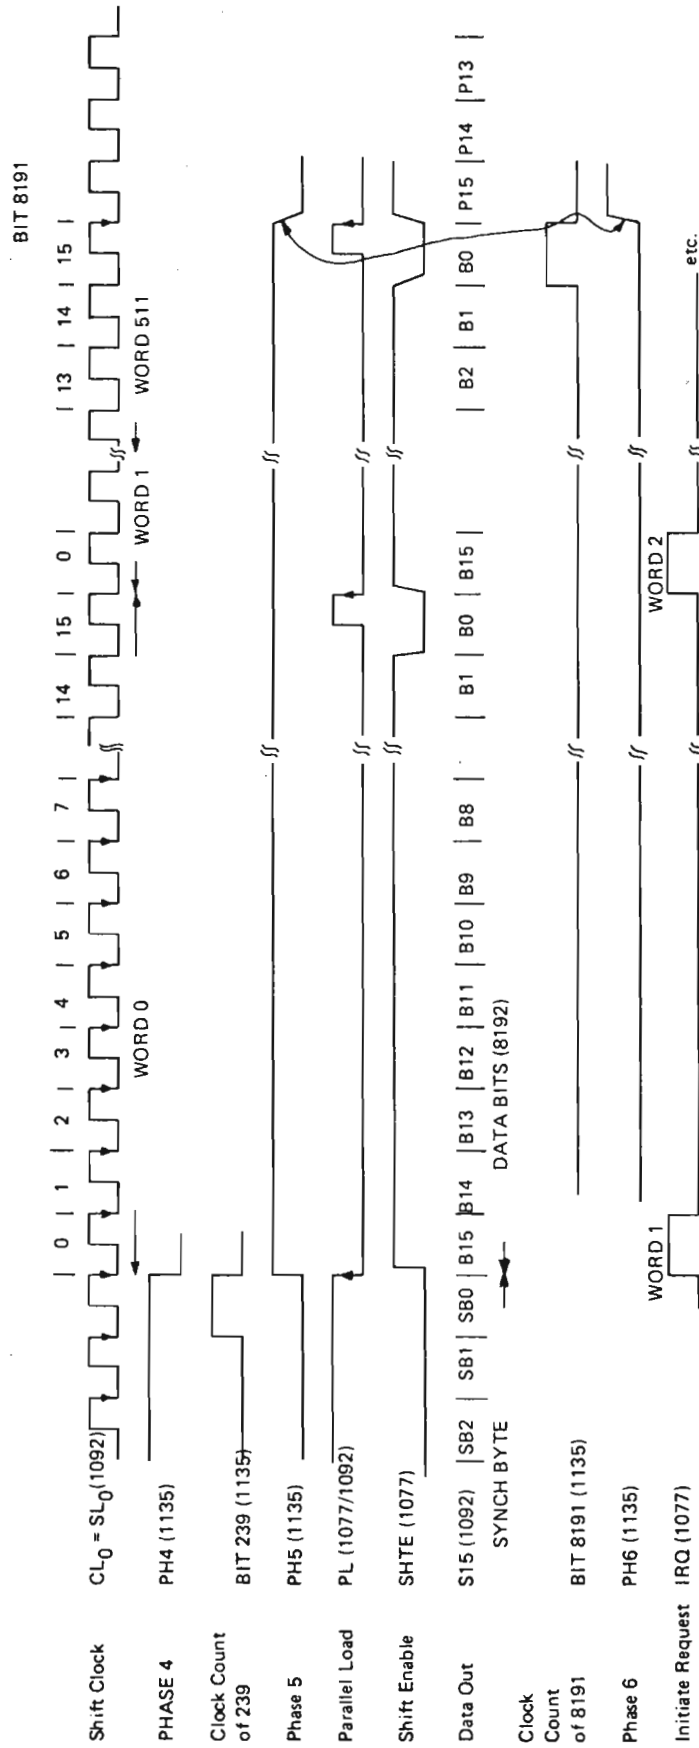 BIT 8191
Shift Clock CL0 = SL0 (1092) | 0 | 1 | 2 | 3 | 4 | 5 | 6 | 7 | | 14 | 15 | 0 | | 13 | 14 | 15 |
WORD 0 WORD 1 WORD 511
PHASE 4 PH4 (1135)
Clock Count of 239 BIT 239 (1135)
Phase 5 PH5 (1135)
Parallel Load PL (1077/1092)
Shift Enable SHTE (1077)
Data Out S15 (1092) | SB2 | SB1 | SB0 | B15 | B14 | B13 | B12 | B11 | B10 | B9 | B8 | | B1 | B0 | B15 | | B2 | B1 | B0 | P15 | P14 | P13 |
SYNCH BYTE DATA BITS (8192)
Clock Count of 8191 BIT 8191 (1135)
Phase 6 PH6 (1135)
Initiate Request IRQ (1077) WORD 1 WORD 2 etc.